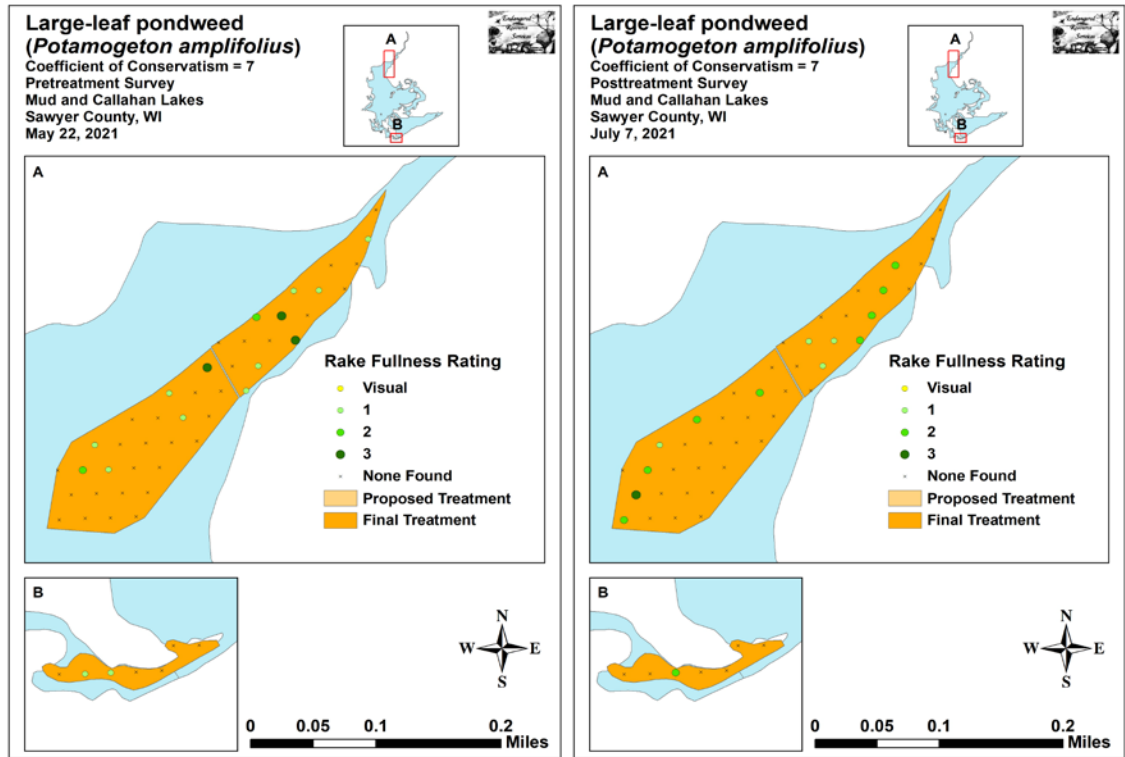 Large-leaf pondweed
(Potamogeton amplifolius)
Coefficient of Conservatism = 7
Pretreatment Survey
Mud and Callahan Lakes
Sawyer County, WI
May 22, 2021
A
B
A
Rake Fullness Rating
Visual
1
2
3
None Found
Proposed Treatment
Final Treatment
B
N
W E
S
0 0.05 0.1 0.2
Miles
Large-leaf pondweed
(Potamogeton amplifolius)
Coefficient of Conservatism = 7
Posttreatment Survey
Mud and Callahan Lakes
Sawyer County, WI
July 7, 2021
A
B
A
Rake Fullness Rating
Visual
1
2
3
None Found
Proposed Treatment
Final Treatment
B
N
W E
S
0 0.05 0.1 0.2
Miles